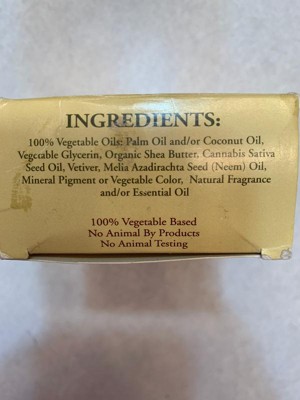 INGREDIENTS:
100% Vegetable Oils: Palm Oil and/or Coconut Oil,
Vegetable Glycerin, Organic Shea Butter, Cannabis Sativa
Seed Oil, Vetiver, Melia Azadirachta Seed (Neem) Oil,
Mineral Pigment or Vegetable Color, Natural Fragrance
and/or Essential Oil
100% Vegetable Based
No Animal By Products
No Animal Testing